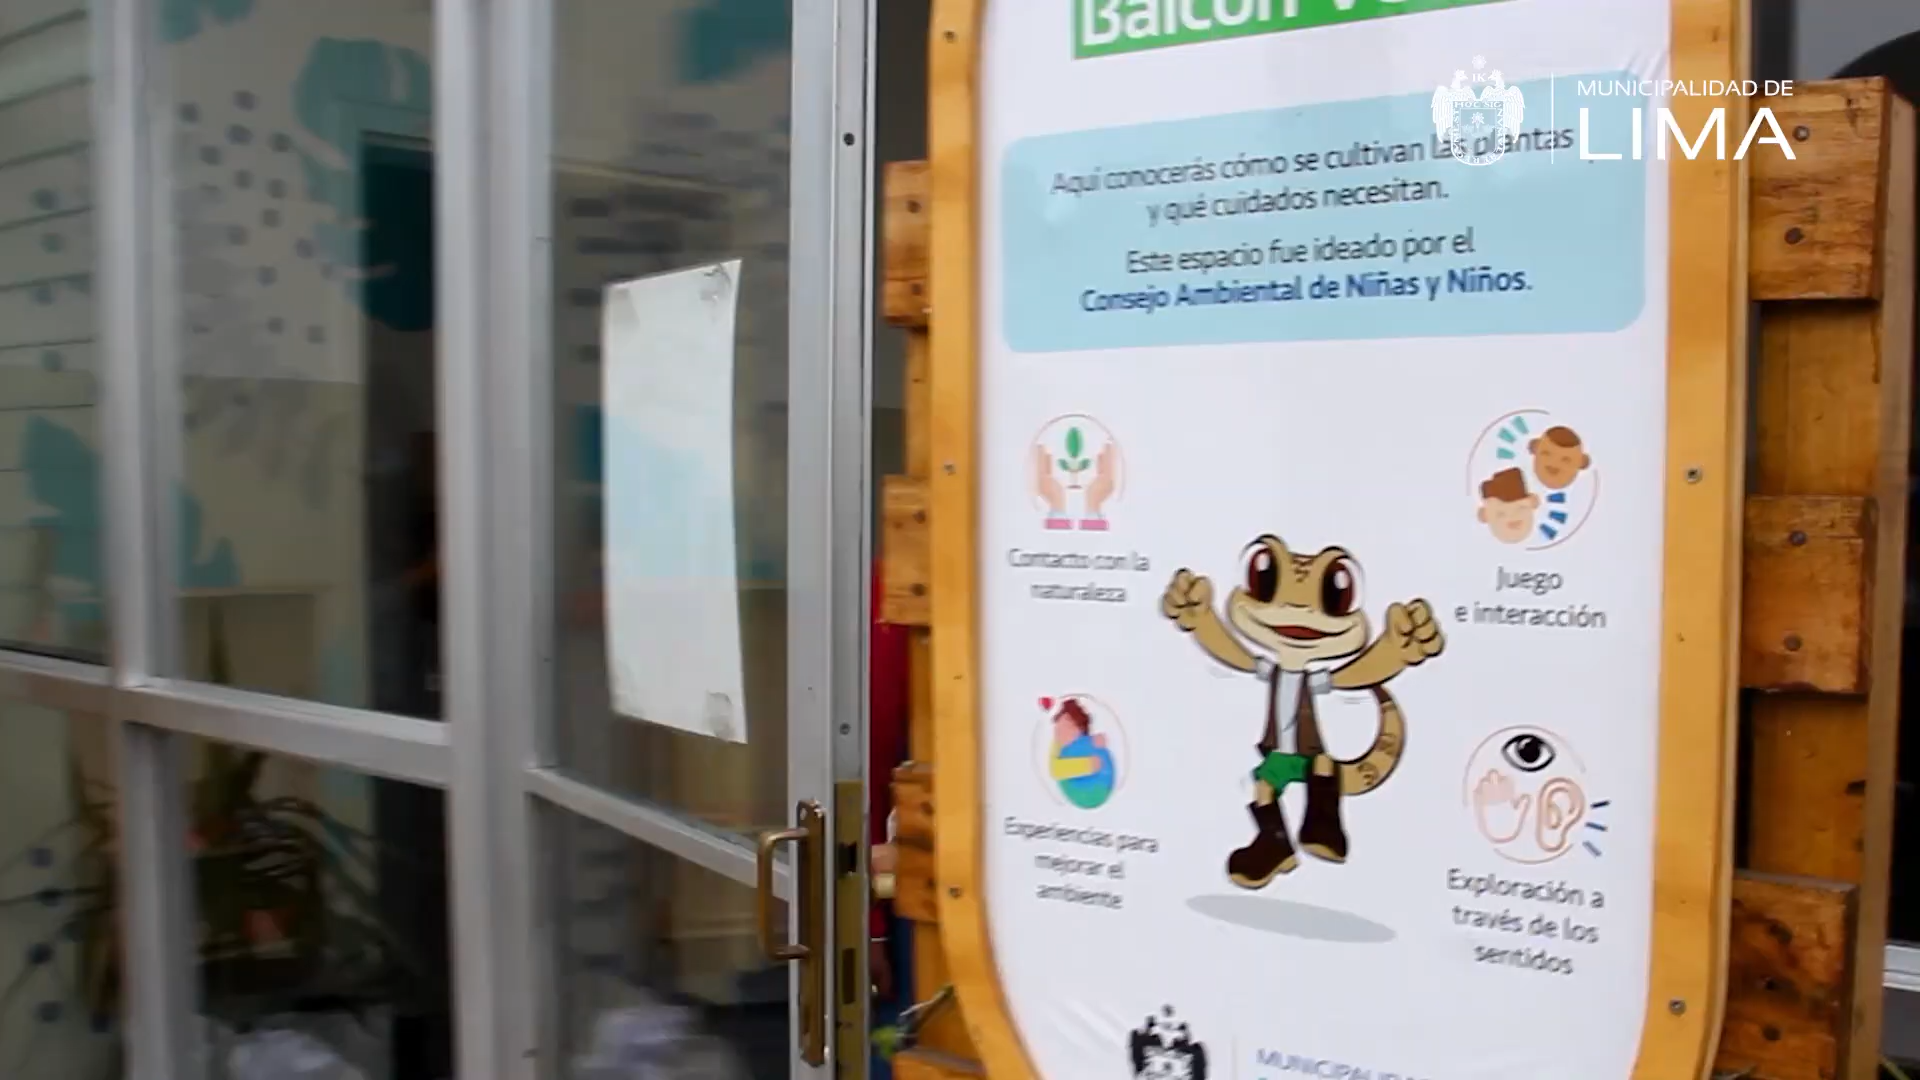 Balcón
MUNICIPALIDAD DE
LIMA
Aquí conocerás cómo se cultivan las plantas
y qué cuidados necesitan.
Este espacio fue ideado por el
Consejo Ambiental de Niñas y Niños.
Contacto con la
naturaleza
Juego
e interacción
Experiencias para
mejorar el
ambiente
Exploración a
través de los
sentidos